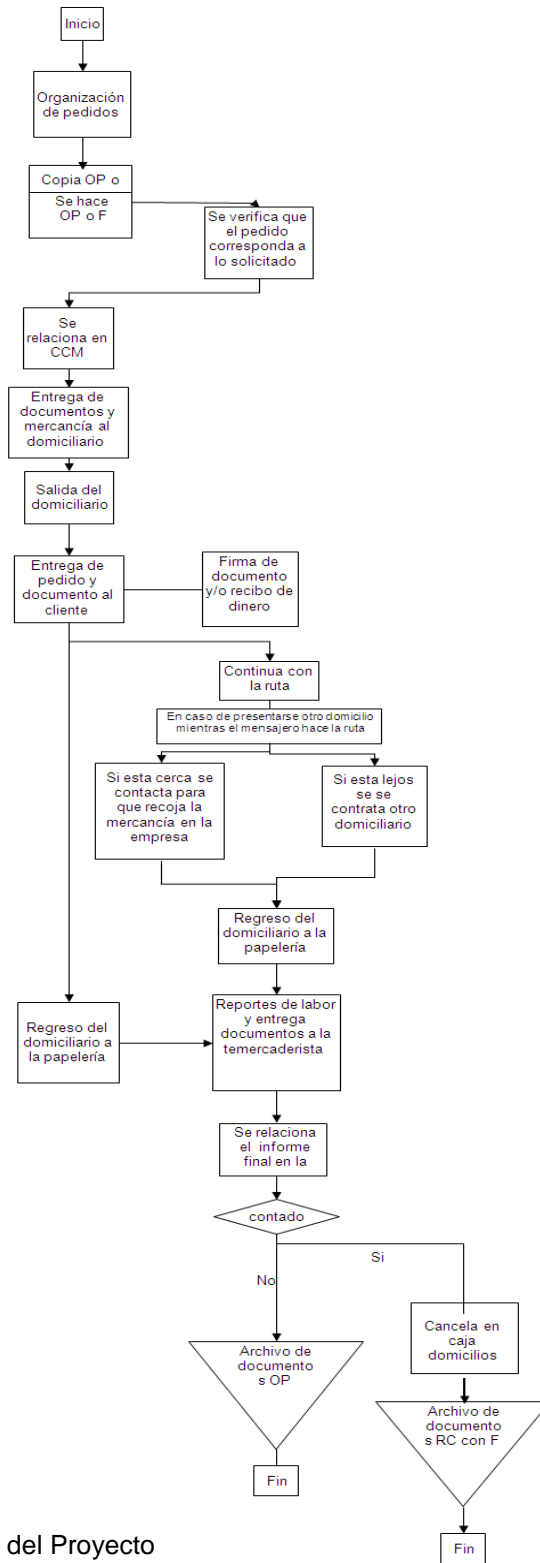 Inicio
Organización
de pedidos
Copia OP o
Se hace
OP o F
Se verifica que
el pedido
corresponda a
lo solicitado
Se
relaciona en
CCM
Entrega de
documentos y
mercancía al
domiciliario
Salida del
domiciliario
Entrega de
pedido y
documento al
cliente
Firma de
documento
y/o recibo de
dinero
Continua con
la ruta
En caso de presentarse otro domicilio
mientras el mensajero hace la ruta
Si esta cerca se
contacta para
que recoja la
mercancía en la
empresa
Si esta lejos
se se
contrata otro
domiciliario
Regreso del
domiciliario a la
papelería
Regreso del
domiciliario a
la papelería
Reportes de labor
y entrega
documentos a la
temercaderista
Se relaciona
el informe
final en la
contado
Si
No
Cancela en
caja
domicilios
Archivo de
documento
s OP
Archivo de
documento
s RC con F
Fin
Fin
del Proyecto